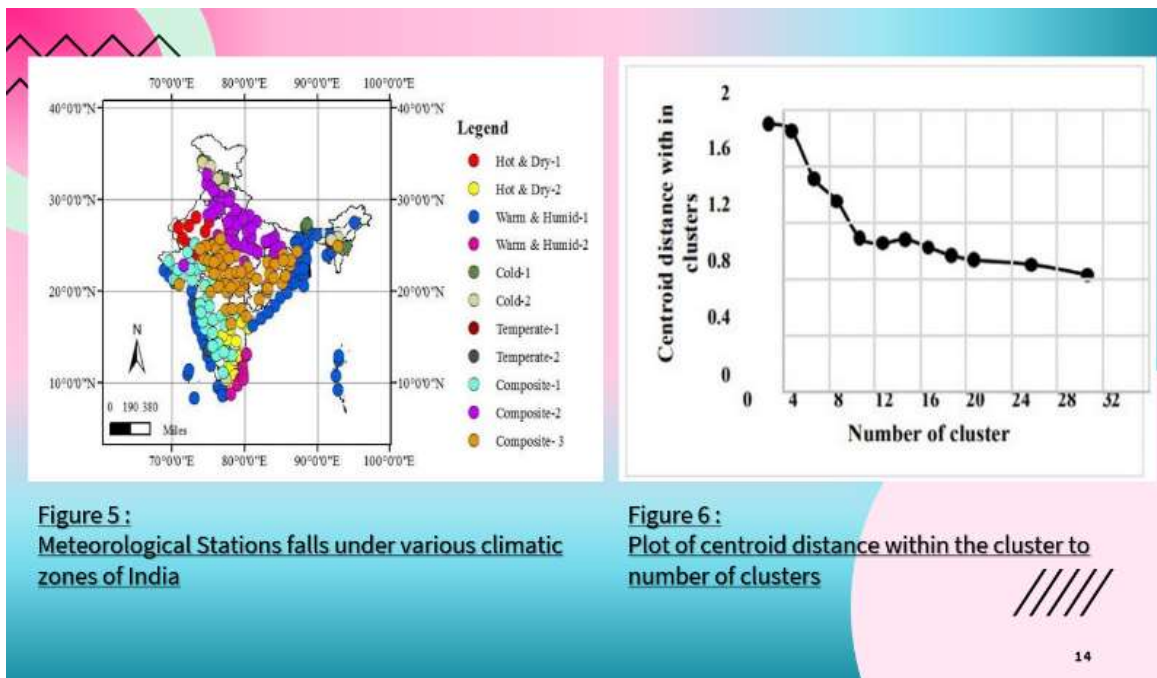 70°0'0"E 80°0'0"E 90°0'0"E 100°0'0"E
40°0'0"N 40°0'0"N
30°0'0"N 30°0'0"N
20°0'0"N 20°0'0"N
10°0'0"N 10°0'0"N
N
0 190 380
Miles
70°0'0"E 80°0'0"E 90°0'0"E 100°0'0"E
Legend
Hot & Dry-1
Hot & Dry-2
Warm & Humid-1
Warm & Humid-2
Cold-1
Cold-2
Temperate-1
Temperate-2
Composite-1
Composite-2
Composite- 3
Centroid distance with in
clusters
2
1.6
1.2
0.8
0.4
0
0 4 8 12 16 20 24 28 32
Number of cluster
Figure 5 :
Meteorological Stations falls under various climatic
zones of India
Figure 6 :
Plot of centroid distance within the cluster to
number of clusters
14